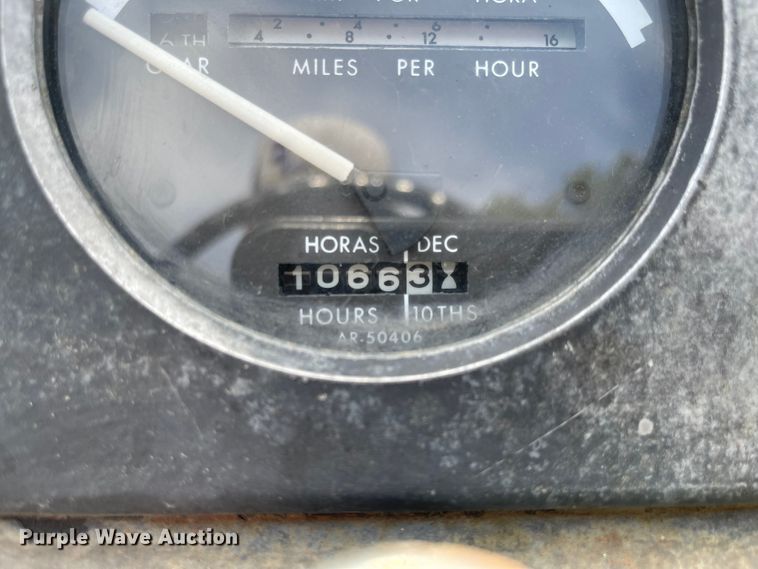 HORA
2 4 6
6TH 4 8 12 16
GEAR MILES PER HOUR
HORAS DEC
10663
HOURS 10THS
AR-50406
Purple Wave Auction